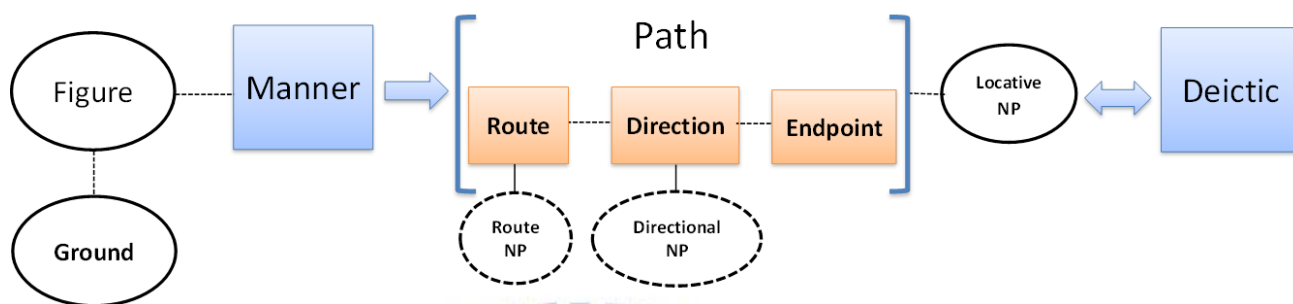 Figure
Manner
Path
Route
Direction
Endpoint
Locative
NP
Deictic
Ground
Route
NP
Directional
NP